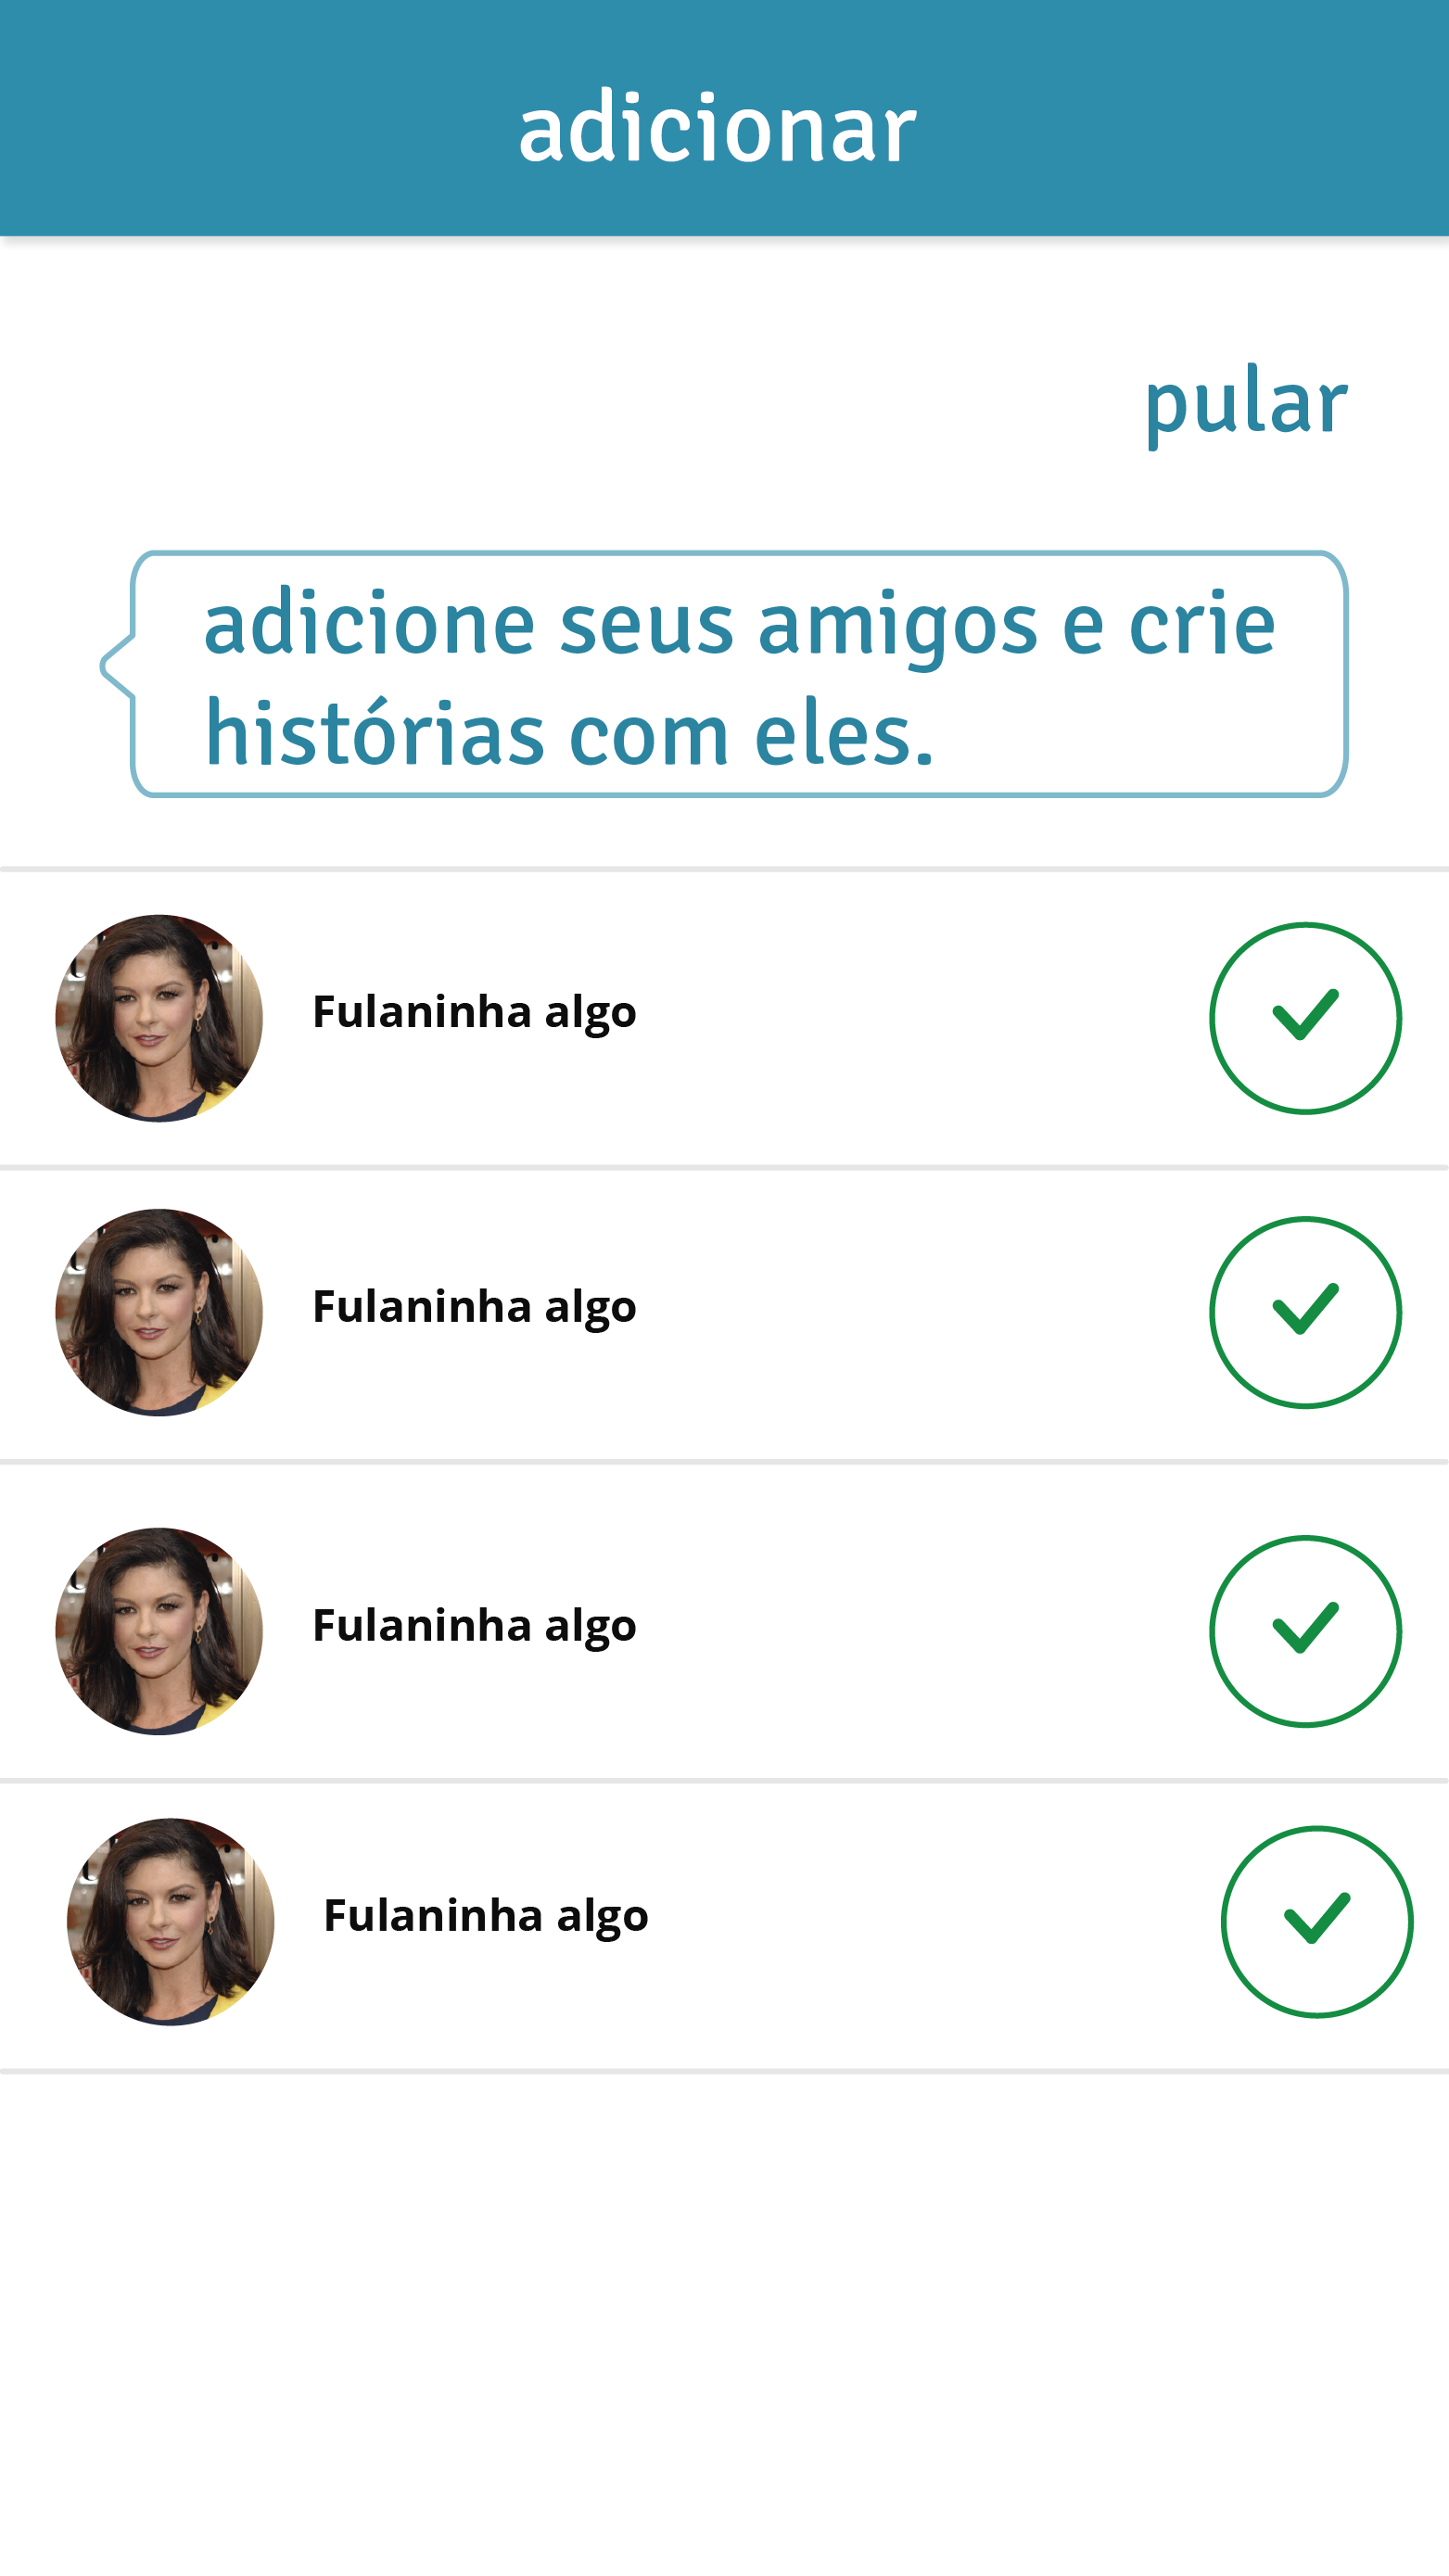 adicionar
pular
adicione seus amigos e crie
histórias com eles.
Fulaninha algo
Fulaninha algo
Fulaninha algo
Fulaninha algo